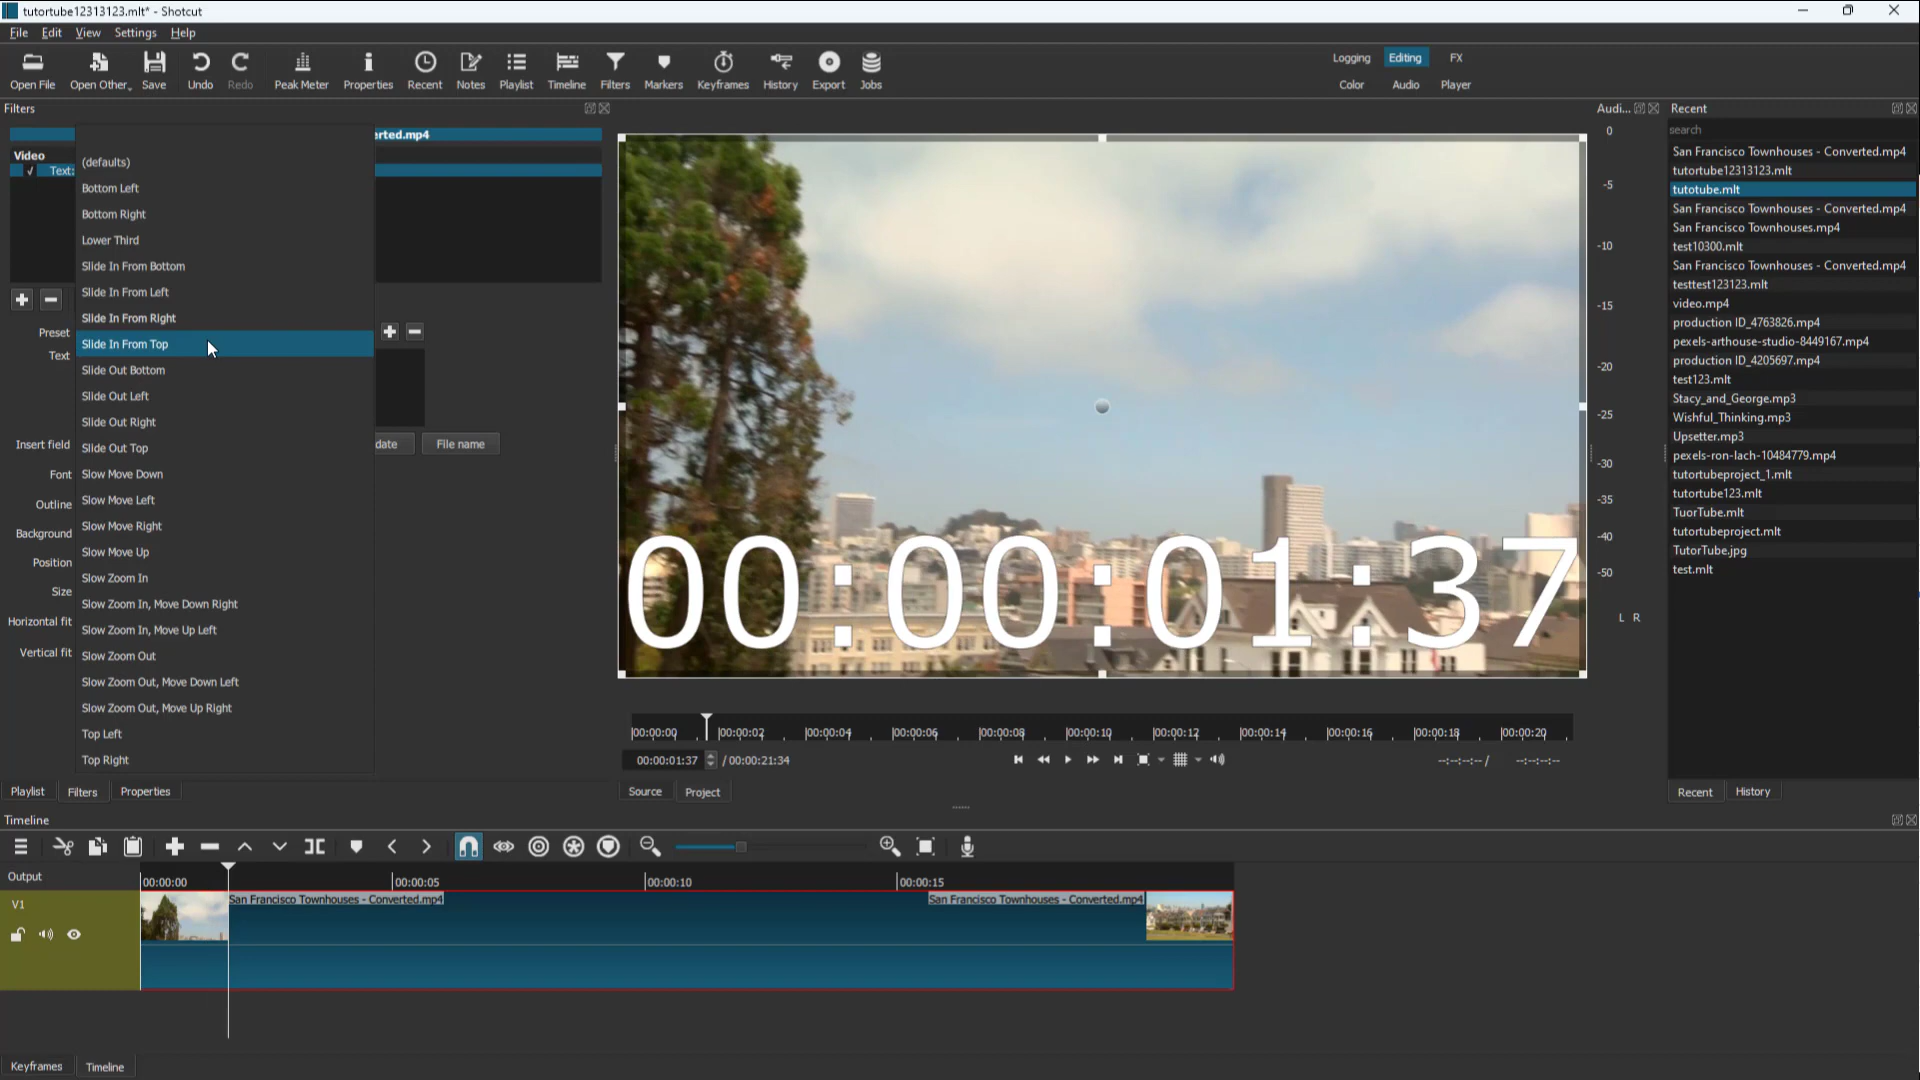 tutortube12313123.mlt* - Shotcut
File Edit View Settings Help
Open File Open Other... Save Undo Redo Peak Meter Properties Recent Notes Playlist Timeline Filters Markers Keyframes History Export Jobs
Logging Editing FX
Color Audio Player
Filters
erted.mp4
Video
✓ Text:
(defaults)
Bottom Left
Bottom Right
Lower Third
Slide In From Bottom
Slide In From Left
Slide In From Right
Slide In From Top
Slide Out Bottom
Slide Out Left
Slide Out Right
Slide Out Top
Slow Move Down
Slow Move Left
Slow Move Right
Slow Move Up
Slow Zoom In
Slow Zoom In, Move Down Right
Slow Zoom In, Move Up Left
Slow Zoom Out
Slow Zoom Out, Move Down Left
Slow Zoom Out, Move Up Right
Top Left
Top Right
Preset
Text
Insert field
date File name
Font
Outline
Background
Position
Size
Horizontal fit
Vertical fit
Playlist Filters Properties
00:00:01:37
00:00:00 00:00:02 00:00:04 00:00:06 00:00:08 00:00:10 00:00:12 00:00:14 00:00:16 00:00:18 00:00:20
00:00:01:37 / 00:00:21:34
--:--:--:-- / --:--:--:--
Source Project
Audi...
0
-5
-10
-15
-20
-25
-30
-35
-40
-50
L R
Recent
search
San Francisco Townhouses - Converted.mp4
tutortube12313123.mlt
tutotube.mlt
San Francisco Townhouses - Converted.mp4
San Francisco Townhouses.mp4
test10300.mlt
San Francisco Townhouses - Converted.mp4
testtest123123.mlt
video.mp4
production ID_4763826.mp4
pexels-arthouse-studio-8449167.mp4
production ID_4205697.mp4
test123.mlt
Stacy_and_George.mp3
Wishful_Thinking.mp3
Upsetter.mp3
pexels-ron-lach-10484779.mp4
tutortubeproject_1.mlt
tutortube123.mlt
TuorTube.mlt
tutortubeproject.mlt
TutorTube.jpg
test.mlt
Recent History
Timeline
Output
00:00:00 00:00:05 00:00:10 00:00:15
V1
San Francisco Townhouses - Converted.mp4
San Francisco Townhouses - Converted.mp4
Keyframes Timeline